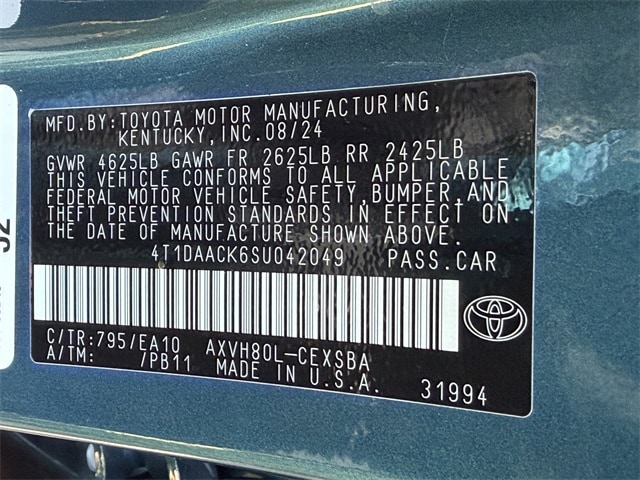 MFD.BY:TOYOTA MOTOR MANUFACTURING,
KENTUCKY,INC.08/24
GVWR 4625LB GAWR FR 2625LB RR 2425LB
THIS VEHICLE CONFORMS TO ALL APPLICABLE
FEDERAL MOTOR VEHICLE SAFETY,BUMPER,AND
THEFT PREVENTION STANDARDS IN EFFECT ON
THE DATE OF MANUFACTURE SHOWN ABOVE.
4T1DAACK6SU042049 PASS.CAR
C/TR:795/EA10 AXVH80L-CEXSBA
A/TM: /PB11 MADE IN U.S.A. 31994